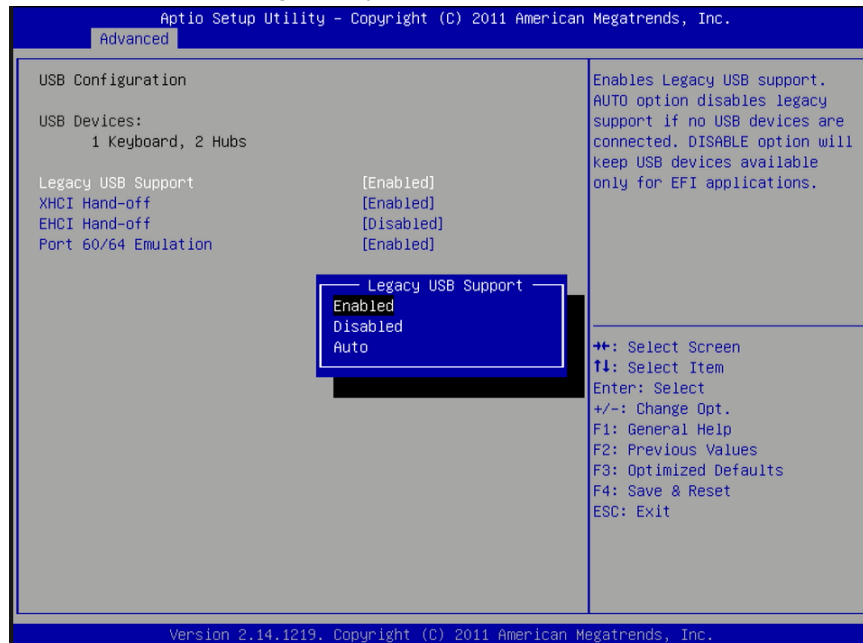 Aptio Setup Utility – Copyright (C) 2011 American Megatrends, Inc.
Advanced
USB Configuration
USB Devices:
1 Keyboard, 2 Hubs
Legacy USB Support [Enabled]
XHCI Hand-off [Enabled]
EHCI Hand-off [Disabled]
Port 60/64 Emulation [Enabled]
Legacy USB Support
Enabled
Disabled
Auto
Enables Legacy USB support.
AUTO option disables legacy
support if no USB devices are
connected. DISABLE option will
keep USB devices available
only for EFI applications.
→←: Select Screen
↑↓: Select Item
Enter: Select
+/-: Change Opt.
F1: General Help
F2: Previous Values
F3: Optimized Defaults
F4: Save & Reset
ESC: Exit
Version 2.14.1219. Copyright (C) 2011 American Megatrends, Inc.